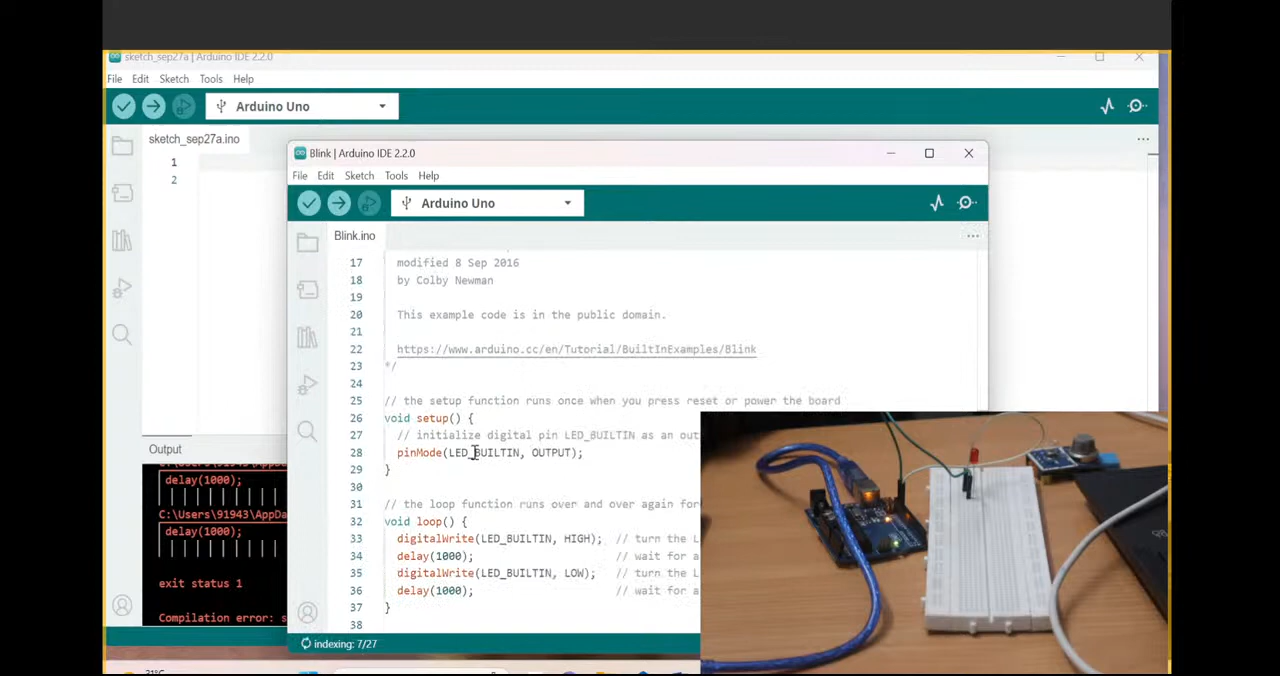 sketch_sep27a | Arduino IDE 2.2.0
File Edit Sketch Tools Help
Arduino Uno
sketch_sep27a.ino
1
2
Blink | Arduino IDE 2.2.0
File Edit Sketch Tools Help
Arduino Uno
Blink.ino
17 modified 8 Sep 2016
18 by Colby Newman
19
20 This example code is in the public domain.
21
22 https://www.arduino.cc/en/Tutorial/BuiltInExamples/Blink
23 */
24
25 // the setup function runs once when you press reset or power the board
26 void setup() {
27 // initialize digital pin LED_BUILTIN as an out
28 pinMode(LED_BUILTIN, OUTPUT);
29 }
30
31 // the loop function runs over and over again for
32 void loop() {
33 digitalWrite(LED_BUILTIN, HIGH); // turn the L
34 delay(1000); // wait for a
35 digitalWrite(LED_BUILTIN, LOW); // turn the L
36 delay(1000); // wait for a
37 }
38
indexing: 7/27
Output
C:\Users\91943\AppDa
delay(1000);
C:\Users\91943\AppDa
delay(1000);
exit status 1
Compilation error: s